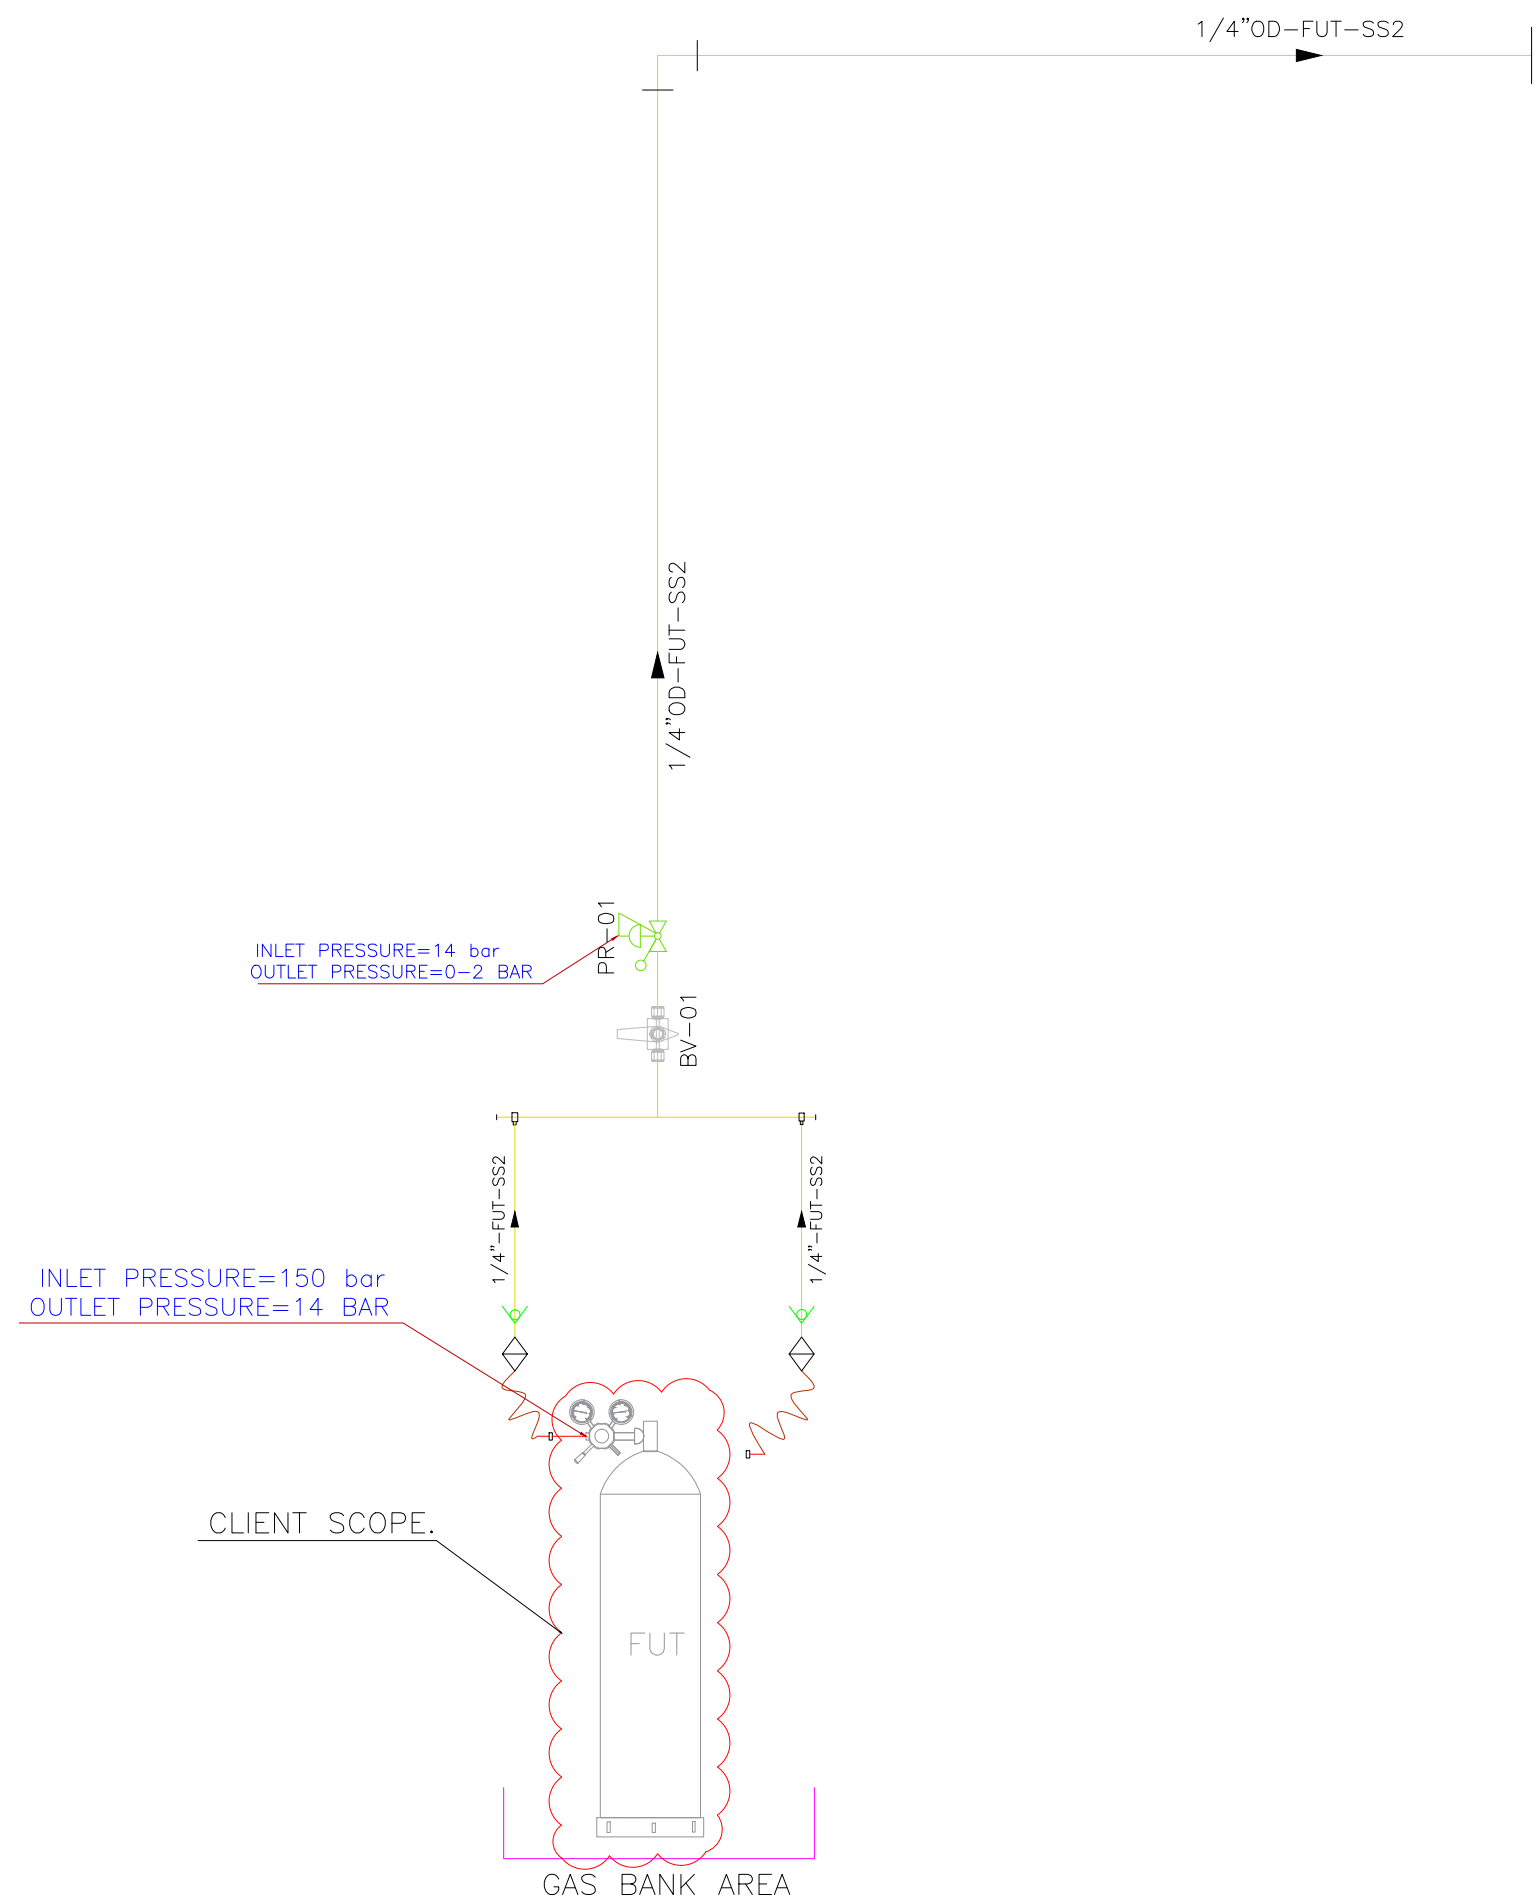 1/4"OD-FUT-SS2
1/4"OD-FUT-SS2
PR-01
INLET PRESSURE=14 bar
OUTLET PRESSURE=0-2 BAR
BV-01
1/4"-FUT-SS2
1/4"-FUT-SS2
INLET PRESSURE=150 bar
OUTLET PRESSURE=14 BAR
CLIENT SCOPE.
FUT
GAS BANK AREA